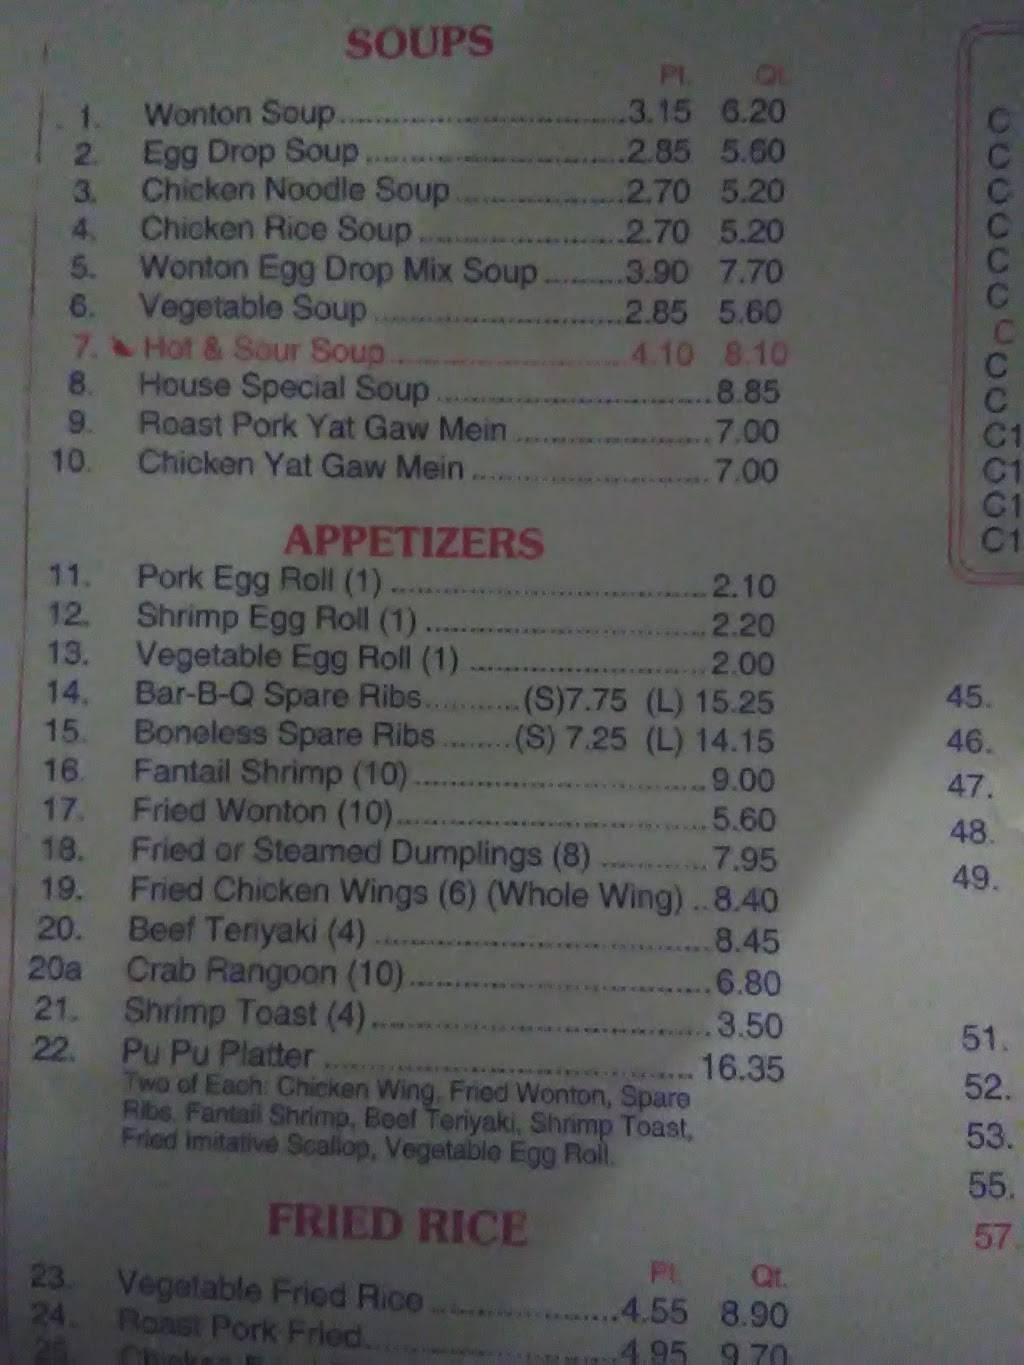 SOUPS
Pt. Qt.
1. Wonton Soup 3.15 6.20
2. Egg Drop Soup 2.85 5.60
3. Chicken Noodle Soup 2.70 5.20
4. Chicken Rice Soup 2.70 5.20
5. Wonton Egg Drop Mix Soup 3.90 7.70
6. Vegetable Soup 2.85 5.60
7. Hot & Sour Soup 4.10 8.10
8. House Special Soup 8.85
9. Roast Pork Yat Gaw Mein 7.00
10. Chicken Yat Gaw Mein 7.00
APPETIZERS
11. Pork Egg Roll (1) 2.10
12. Shrimp Egg Roll (1) 2.20
13. Vegetable Egg Roll (1) 2.00
14. Bar-B-Q Spare Ribs (S)7.75 (L) 15.25
15. Boneless Spare Ribs (S) 7.25 (L) 14.15
16. Fantail Shrimp (10) 9.00
17. Fried Wonton (10) 5.60
18. Fried or Steamed Dumplings (8) 7.95
19. Fried Chicken Wings (6) (Whole Wing) 8.40
20. Beef Teriyaki (4) 8.45
20a Crab Rangoon (10) 6.80
21. Shrimp Toast (4) 3.50
22. Pu Pu Platter 16.35
Two of Each: Chicken Wing, Fried Wonton, Spare
Ribs, Fantail Shrimp, Beef Teriyaki, Shrimp Toast,
Fried Imitative Scallop, Vegetable Egg Roll.
FRIED RICE
Pt. Qt.
23. Vegetable Fried Rice 4.55 8.90
24. Roast Pork Fried 4.95 9.70
25. Chicken
C
C
C
C
C
C
C
C
C
C1
C1
C1
C1
45.
46.
47.
48.
49.
51.
52.
53.
55.
57